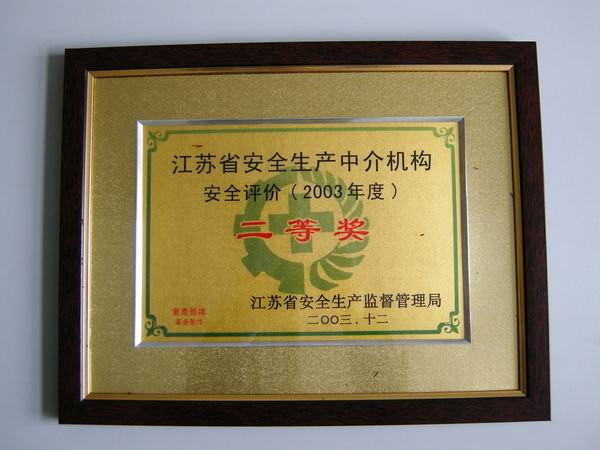 江苏省安全生产中介机构
安全评价（2003年度）
二等奖
江苏省安全生产监督管理局
二〇〇三．十二